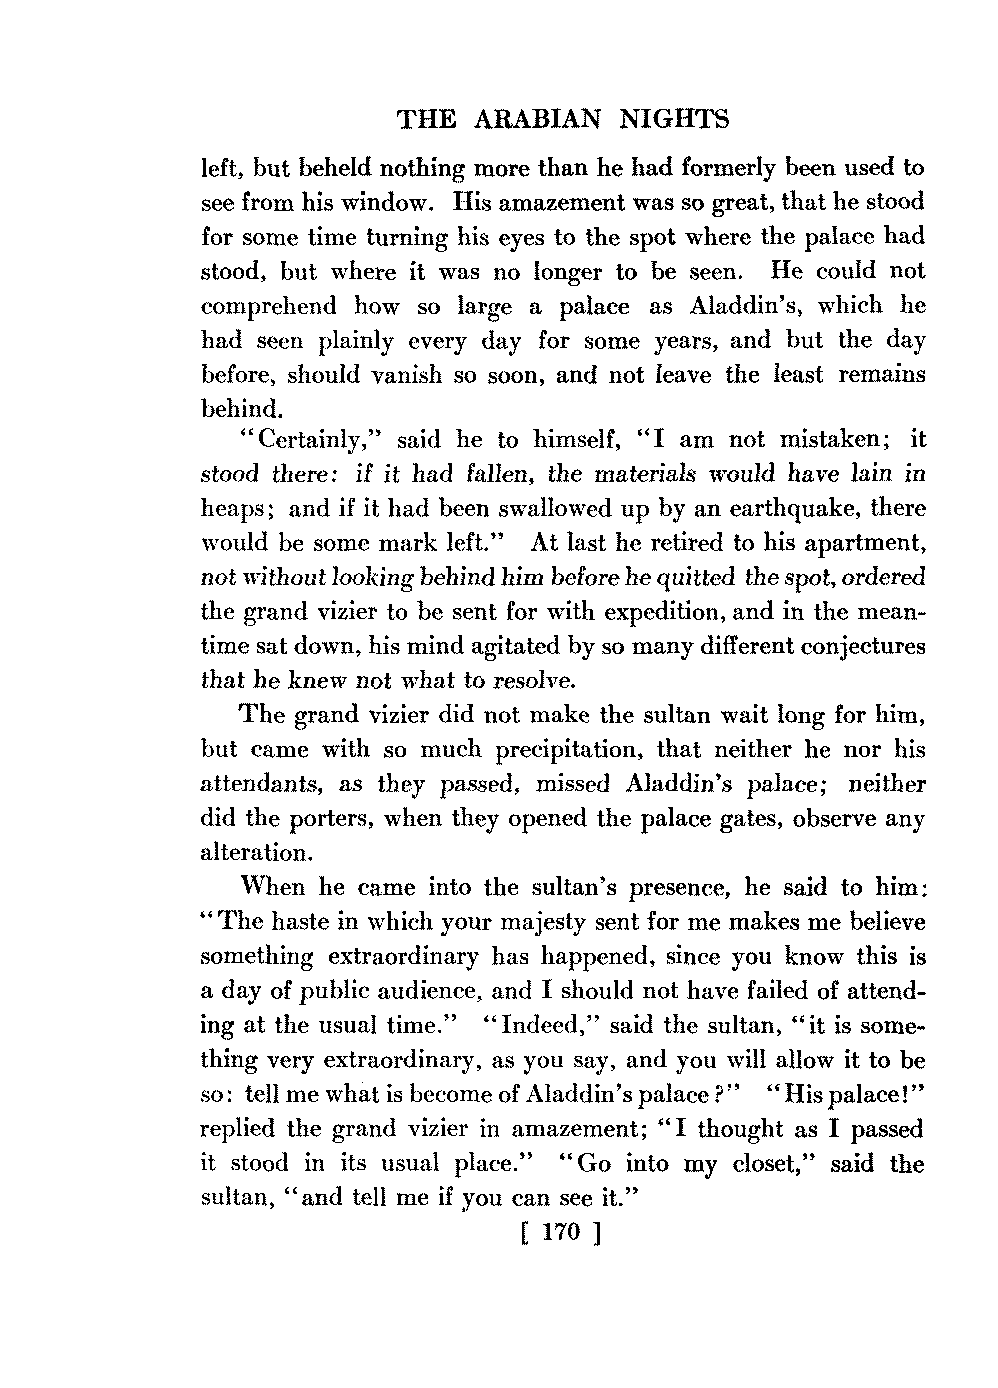 THE ARABIAN NIGHTS
left, but beheld nothing more than he had formerly been used to
see from his window. His amazement was so great, that he stood
for some time turning his eyes to the spot where the palace had
stood, but where it was no longer to be seen. He could not
comprehend how so large a palace as Aladdin's, which he
had seen plainly every day for some years, and but the day
before, should vanish so soon, and not leave the least remains
behind.
"Certainly," said he to himself, "I am not mistaken; it
stood there: if it had fallen, the materials would have lain in
heaps; and if it had been swallowed up by an earthquake, there
would be some mark left." At last he retired to his apartment,
not without looking behind him before he quitted the spot, ordered
the grand vizier to be sent for with expedition, and in the mean-
time sat down, his mind agitated by so many different conjectures
that he knew not what to resolve.
The grand vizier did not make the sultan wait long for him,
but came with so much precipitation, that neither he nor his
attendants, as they passed, missed Aladdin's palace; neither
did the porters, when they opened the palace gates, observe any
alteration.
When he came into the sultan's presence, he said to him:
"The haste in which your majesty sent for me makes me believe
something extraordinary has happened, since you know this is
a day of public audience, and I should not have failed of attend-
ing at the usual time." "Indeed," said the sultan, "it is some-
thing very extraordinary, as you say, and you will allow it to be
so: tell me what is become of Aladdin's palace?" "His palace!"
replied the grand vizier in amazement; "I thought as I passed
it stood in its usual place." "Go into my closet," said the
sultan, "and tell me if you can see it."
[ 170 ]